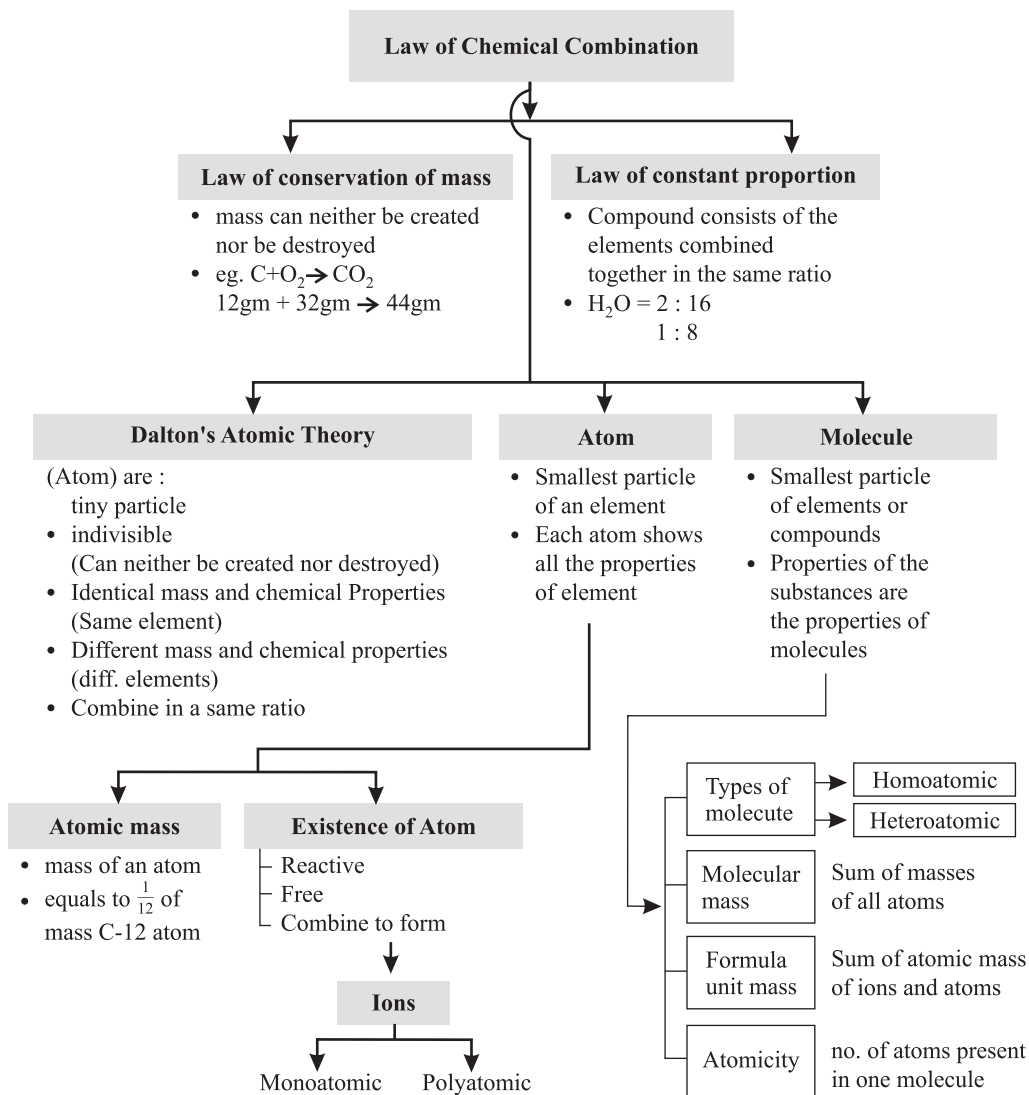 Law of Chemical Combination
Law of conservation of mass
• mass can neither be created
nor be destroyed
• eg. C+O₂→CO₂
12gm + 32gm → 44gm
Law of constant proportion
• Compound consists of the
elements combined
together in the same ratio
• H₂O = 2 : 16
1 : 8
Dalton's Atomic Theory
(Atom) are :
tiny particle
• indivisible
(Can neither be created nor destroyed)
• Identical mass and chemical Properties
(Same element)
• Different mass and chemical properties
(diff. elements)
• Combine in a same ratio
Atom
• Smallest particle
of an element
• Each atom shows
all the properties
of element
Molecule
• Smallest particle
of elements or
compounds
• Properties of the
substances are
the properties of
molecules
Atomic mass
• mass of an atom
• equals to 1/12 of
mass C-12 atom
Existence of Atom
Reactive
Free
Combine to form
Ions
Monoatomic
Polyatomic
Types of
molecute
Homoatomic
Heteroatomic
Molecular
mass
Sum of masses
of all atoms
Formula
unit mass
Sum of atomic mass
of ions and atoms
Atomicity
no. of atoms present
in one molecule